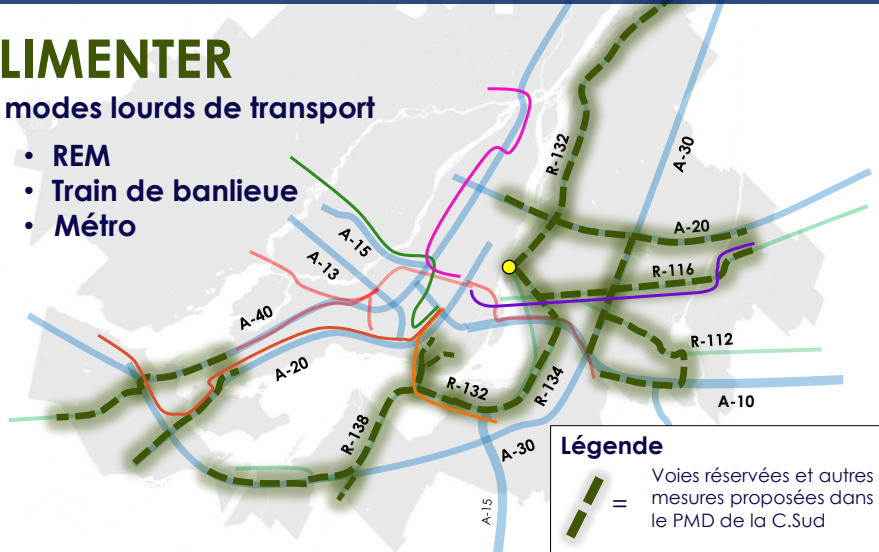 LIMENTER
modes lourds de transport
• REM
• Train de banlieue
• Métro
R-132
A-30
A-15
A-20
A-13
R-116
A-40
R-112
A-20
R-132
R-134
A-10
R-138
A-30
A-15
Légende
= Voies réservées et autres
mesures proposées dans
le PMD de la C.Sud